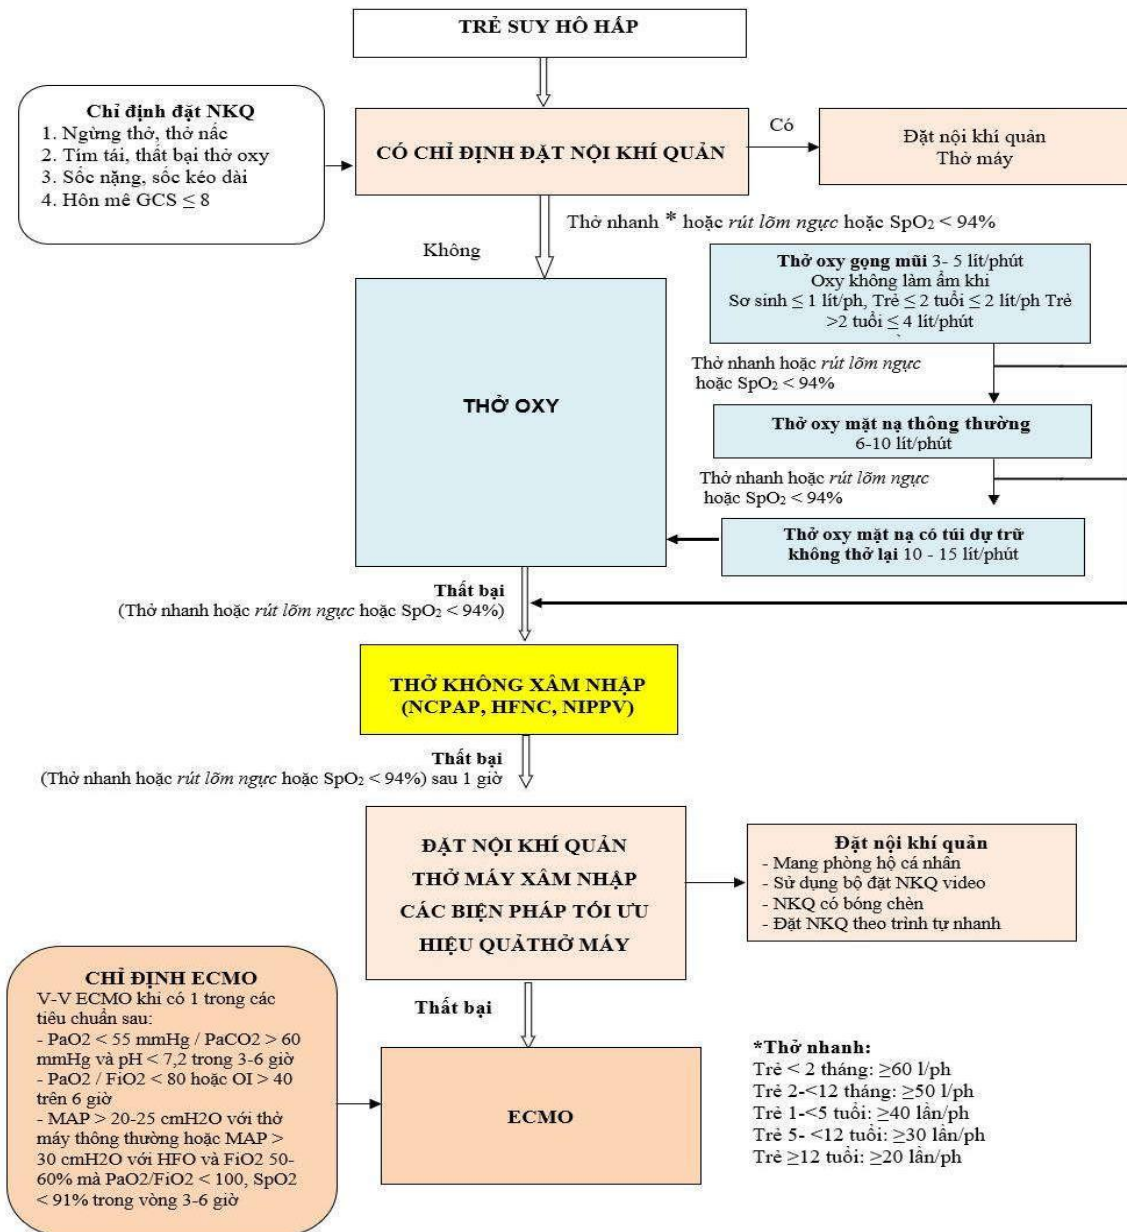 TRẺ SUY HÔ HẤP
Chỉ định đặt NKQ
1. Ngừng thở, thở nấc
2. Tím tái, thất bại thở oxy
3. Sốc nặng, sốc kéo dài
4. Hôn mê GCS ≤ 8
CÓ CHỈ ĐỊNH ĐẶT NỘI KHÍ QUẢN
Có
Đặt nội khí quản
Thở máy
Thở nhanh * hoặc rút lõm ngực hoặc SpO2 < 94%
Không
THỞ OXY
Thở oxy gọng mũi 3- 5 lít/phút
Oxy không làm ẩm khi
Sơ sinh ≤ 1 lít/ph, Trẻ ≤ 2 tuổi ≤ 2 lít/ph Trẻ
>2 tuổi ≤ 4 lít/phút
Thở nhanh hoặc rút lõm ngực
hoặc SpO2 < 94%
Thở oxy mặt nạ thông thường
6-10 lít/phút
Thở nhanh hoặc rút lõm ngực
hoặc SpO2 < 94%
Thở oxy mặt nạ có túi dự trữ
không thở lại 10 - 15 lít/phút
Thất bại
(Thở nhanh hoặc rút lõm ngực hoặc SpO2 < 94%)
THỞ KHÔNG XÂM NHẬP
(NCPAP, HFNC, NIPPV)
Thất bại
(Thở nhanh hoặc rút lõm ngực hoặc SpO2 < 94%) sau 1 giờ
ĐẶT NỘI KHÍ QUẢN
THỞ MÁY XÂM NHẬP
CÁC BIỆN PHÁP TỐI ƯU
HIỆU QUẢTHỞ MÁY
Đặt nội khí quản
- Mang phòng hộ cá nhân
- Sử dụng bộ đặt NKQ video
- NKQ có bóng chèn
- Đặt NKQ theo trình tự nhanh
Thất bại
CHỈ ĐỊNH ECMO
V-V ECMO khi có 1 trong các
tiêu chuẩn sau:
- PaO2 < 55 mmHg / PaCO2 > 60
mmHg và pH < 7,2 trong 3-6 giờ
- PaO2 / FiO2 < 80 hoặc OI > 40
trên 6 giờ
- MAP > 20-25 cmH2O với thở
máy thông thường hoặc MAP >
30 cmH2O với HFO và FiO2 50-
60% mà PaO2/FiO2 < 100, SpO2
< 91% trong vòng 3-6 giờ
ECMO
*Thở nhanh:
Trẻ < 2 tháng: ≥60 l/ph
Trẻ 2-<12 tháng: ≥50 l/ph
Trẻ 1-<5 tuổi: ≥40 lần/ph
Trẻ 5- <12 tuổi: ≥30 lần/ph
Trẻ ≥12 tuổi: ≥20 lần/ph